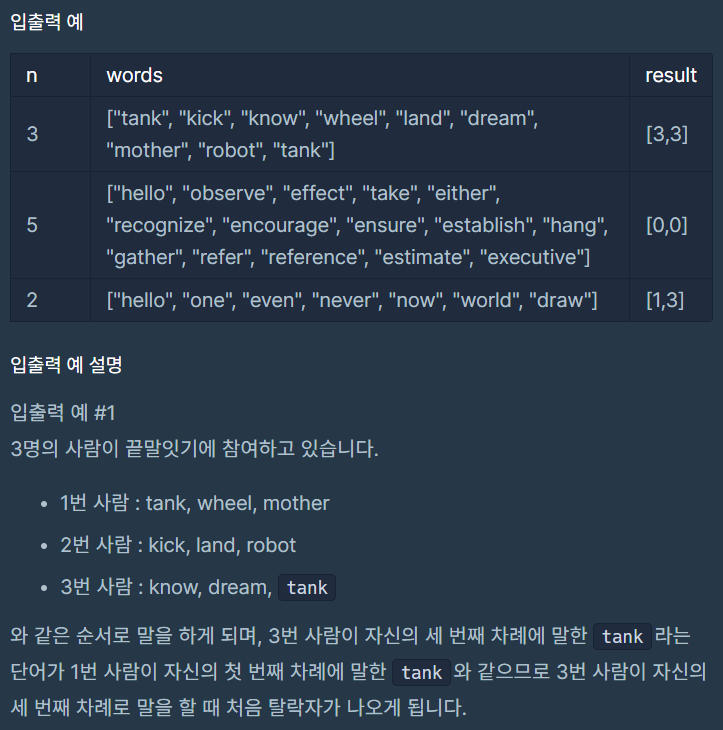 입출력 예
n words result
3 ["tank", "kick", "know", "wheel", "land", "dream",
"mother", "robot", "tank"] [3,3]
5 ["hello", "observe", "effect", "take", "either",
"recognize", "encourage", "ensure", "establish", "hang",
"gather", "refer", "reference", "estimate", "executive"] [0,0]
2 ["hello", "one", "even", "never", "now", "world", "draw"] [1,3]
입출력 예 설명
입출력 예 #1
3명의 사람이 끝말잇기에 참여하고 있습니다.
• 1번 사람 : tank, wheel, mother
• 2번 사람 : kick, land, robot
• 3번 사람 : know, dream, tank
와 같은 순서로 말을 하게 되며, 3번 사람이 자신의 세 번째 차례에 말한 tank 라는
단어가 1번 사람이 자신의 첫 번째 차례에 말한 tank 와 같으므로 3번 사람이 자신의
세 번째 차례로 말을 할 때 처음 탈락자가 나오게 됩니다.